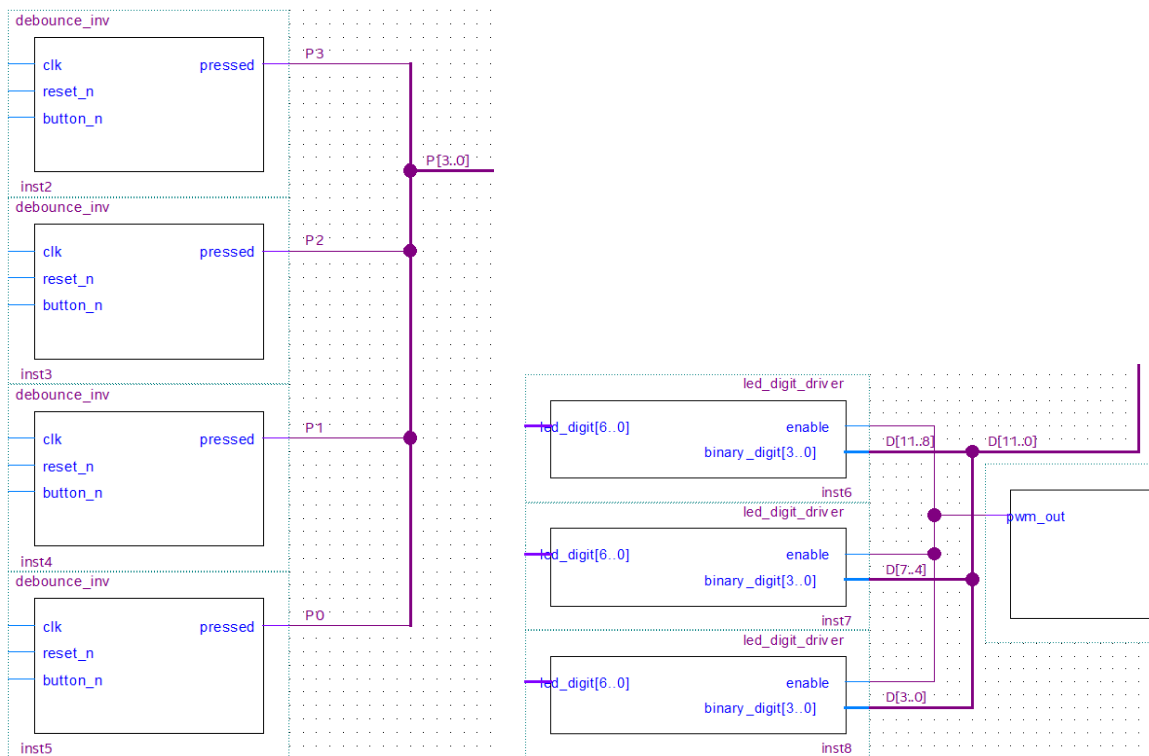 debounce_inv
clk pressed P3
reset_n
button_n
P[3..0]
inst2
debounce_inv
clk pressed P2
reset_n
button_n
inst3
debounce_inv
clk pressed P1
reset_n
button_n
inst4
debounce_inv
clk pressed P0
reset_n
button_n
inst5
led_digit_driver
led_digit[6..0] enable
binary_digit[3..0] D[11..8] D[11..0]
inst6
pwm_out
led_digit_driver
led_digit[6..0] enable
binary_digit[3..0] D[7..4]
inst7
led_digit_driver
led_digit[6..0] enable
binary_digit[3..0] D[3..0]
inst8